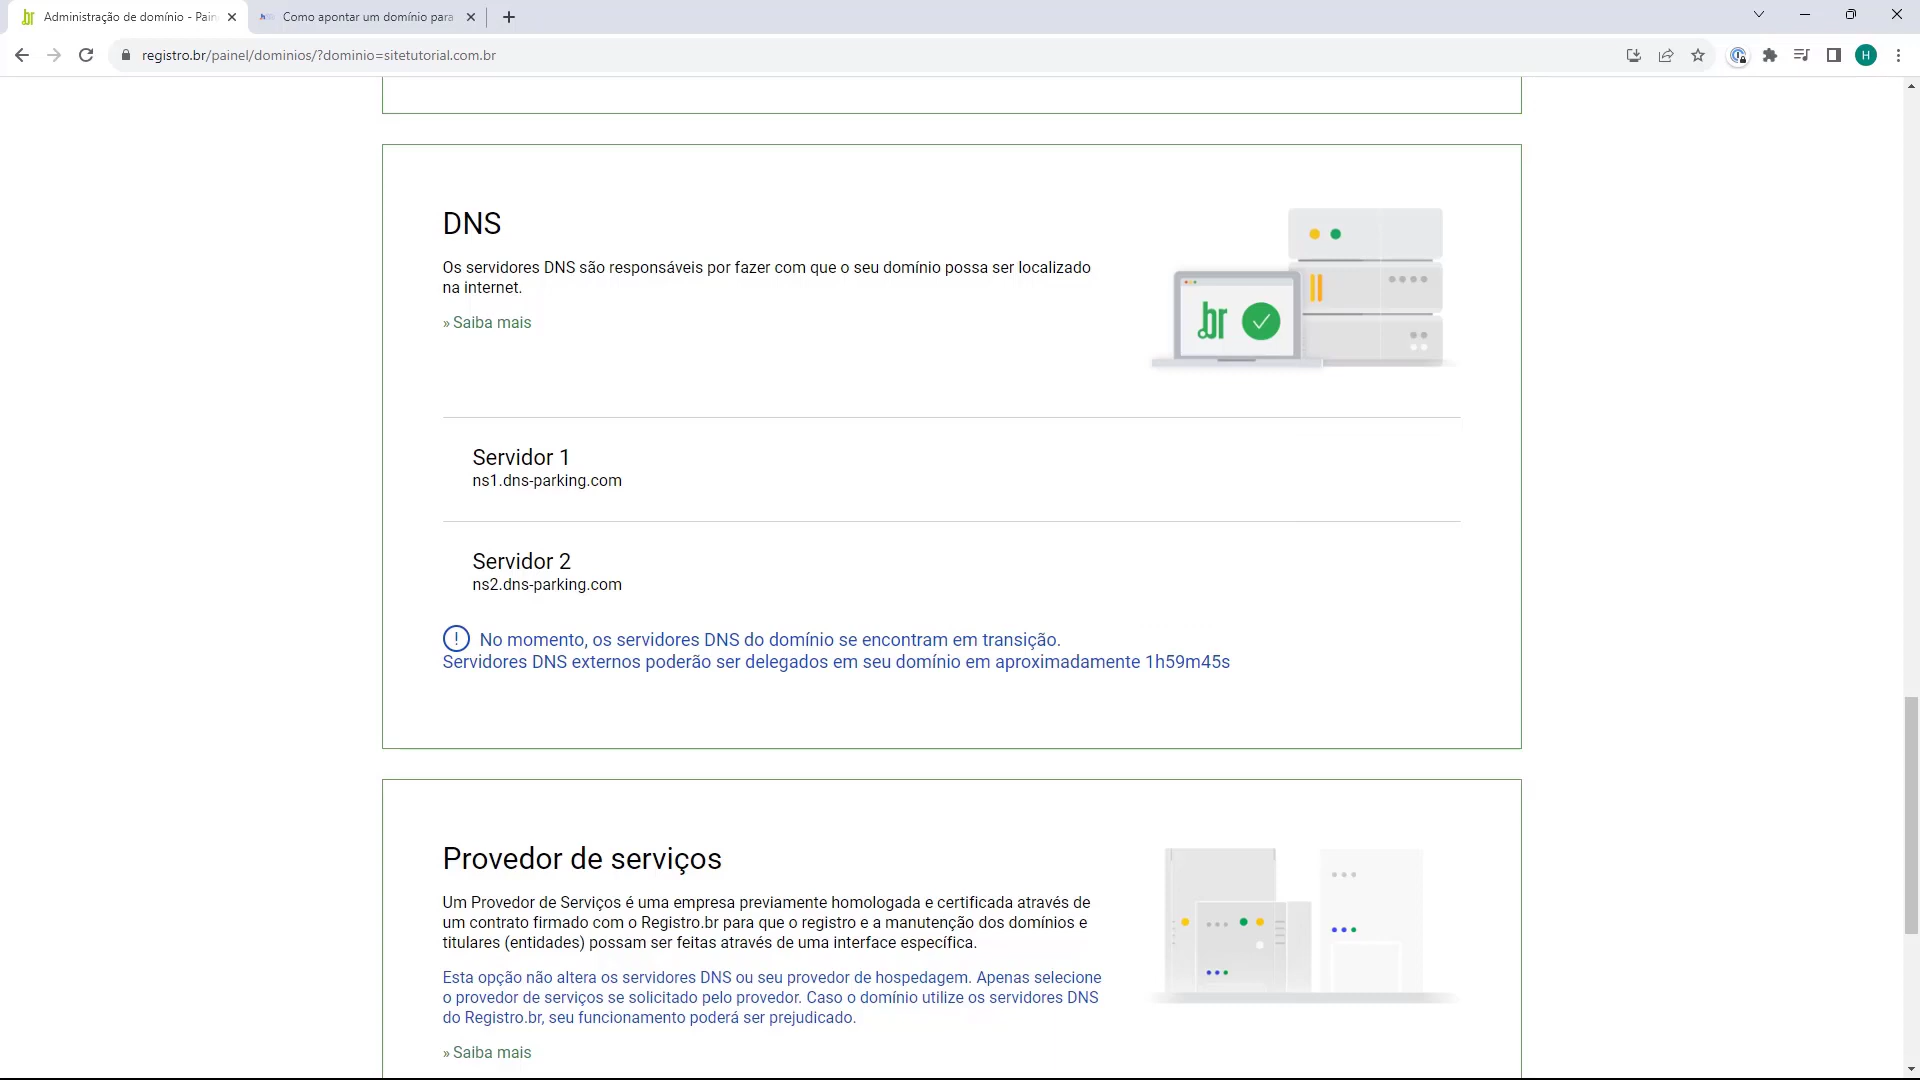 Administração de domínio - Pain
Como apontar um domínio para
registro.br/painel/dominios/?dominio=sitetutorial.com.br
H
DNS
Os servidores DNS são responsáveis por fazer com que o seu domínio possa ser localizado
na internet.
» Saiba mais
.br
Servidor 1
ns1.dns-parking.com
Servidor 2
ns2.dns-parking.com
No momento, os servidores DNS do domínio se encontram em transição.
Servidores DNS externos poderão ser delegados em seu domínio em aproximadamente 1h59m45s
Provedor de serviços
Um Provedor de Serviços é uma empresa previamente homologada e certificada através de
um contrato firmado com o Registro.br para que o registro e a manutenção dos domínios e
titulares (entidades) possam ser feitas através de uma interface específica.
Esta opção não altera os servidores DNS ou seu provedor de hospedagem. Apenas selecione
o provedor de serviços se solicitado pelo provedor. Caso o domínio utilize os servidores DNS
do Registro.br, seu funcionamento poderá ser prejudicado.
» Saiba mais